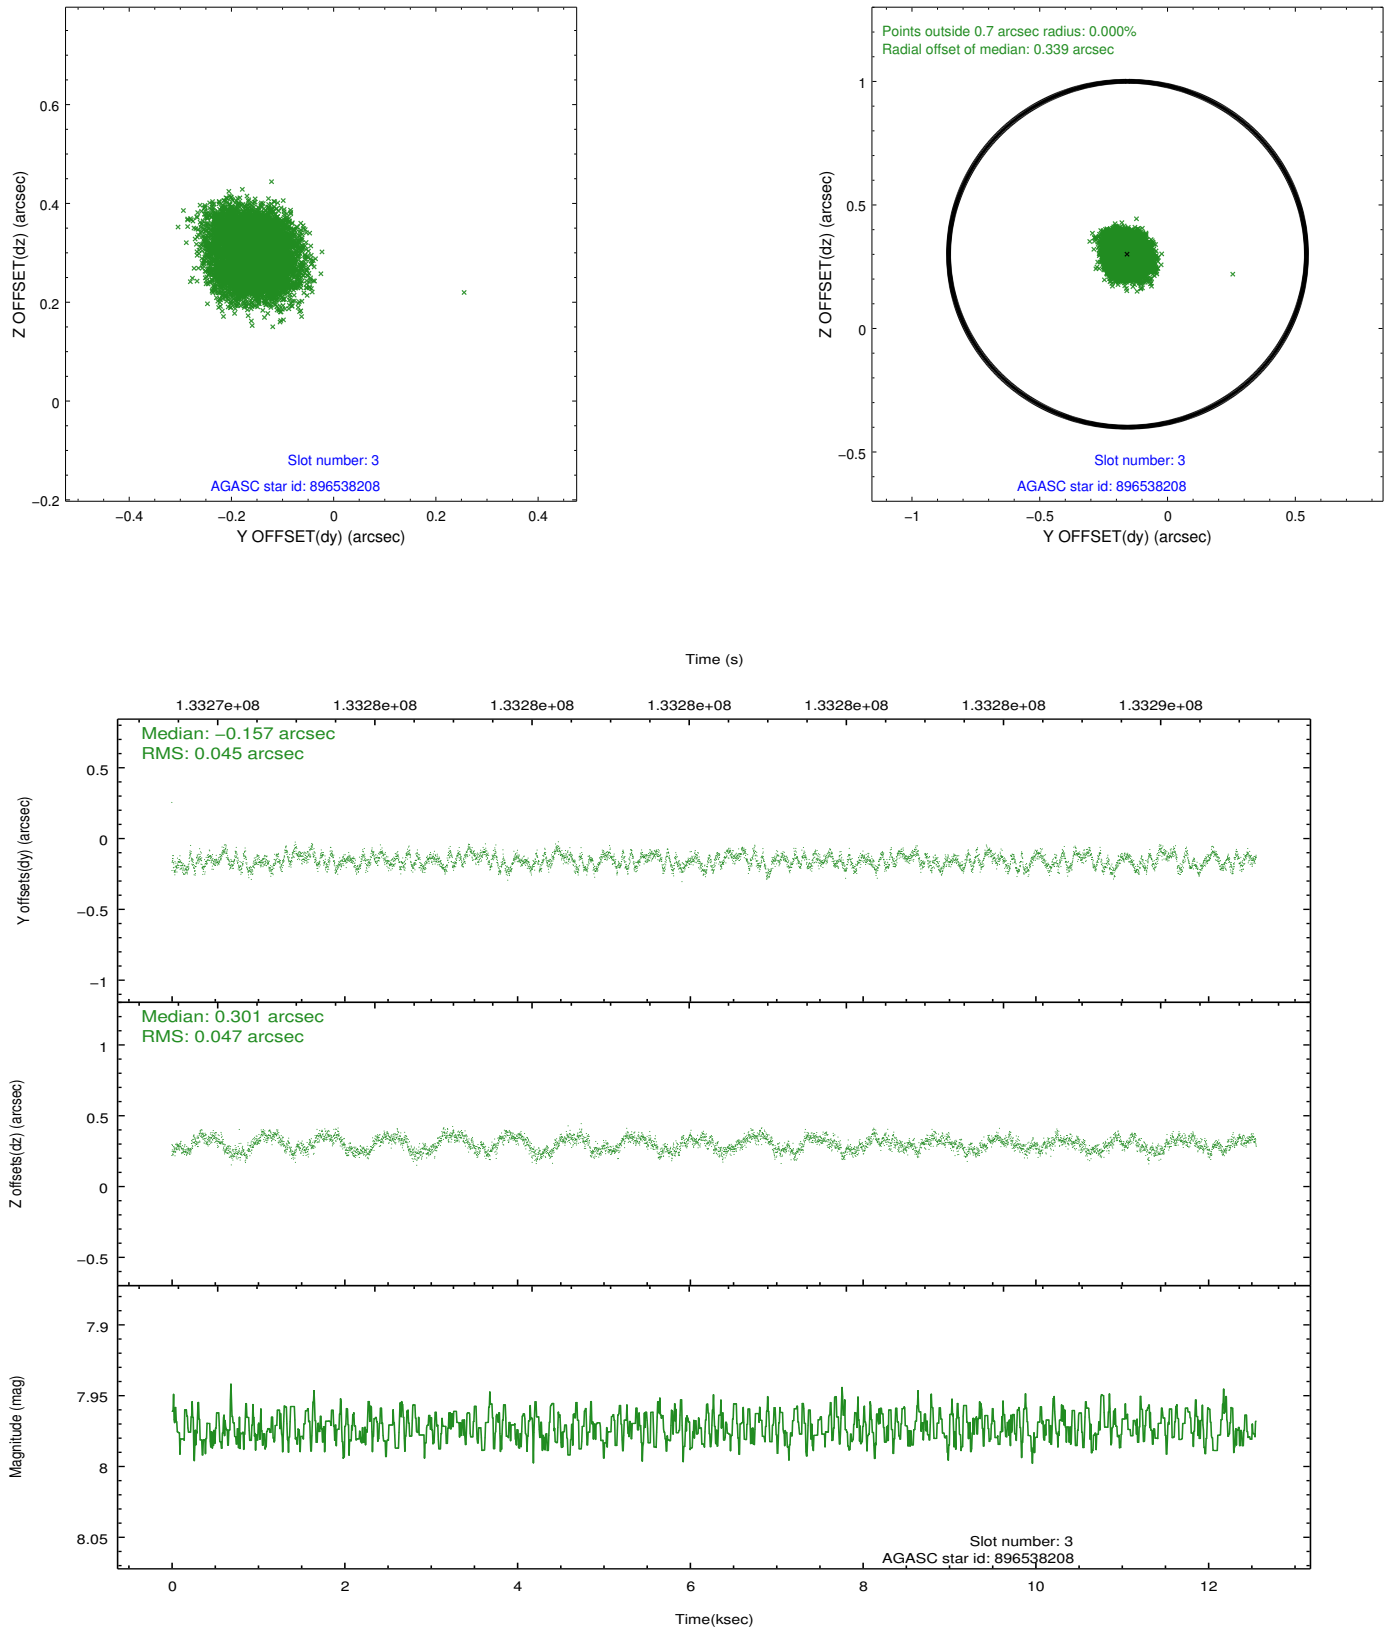 0.6
0.4
0.2
0
−0.2
Z OFFSET(dz) (arcsec)
Slot number: 3
AGASC star id: 896538208
−0.4
−0.2
0
0.2
0.4
Y OFFSET(dy) (arcsec)
Points outside 0.7 arcsec radius: 0.000%
Radial offset of median: 0.339 arcsec
1
0.5
0
−0.5
Z OFFSET(dz) (arcsec)
Slot number: 3
AGASC star id: 896538208
−1
−0.5
0
0.5
Y OFFSET(dy) (arcsec)
Time (s)
1.3327e+08
1.3328e+08
1.3328e+08
1.3328e+08
1.3328e+08
1.3328e+08
1.3329e+08
Median: −0.157 arcsec
RMS: 0.045 arcsec
0.5
0
−0.5
−1
Y offsets(dy) (arcsec)
Median: 0.301 arcsec
RMS: 0.047 arcsec
1
0.5
0
−0.5
Z offsets(dz) (arcsec)
7.9
7.95
8
8.05
Magnitude (mag)
Slot number: 3
AGASC star id: 896538208
0
2
4
6
8
10
12
Time(ksec)